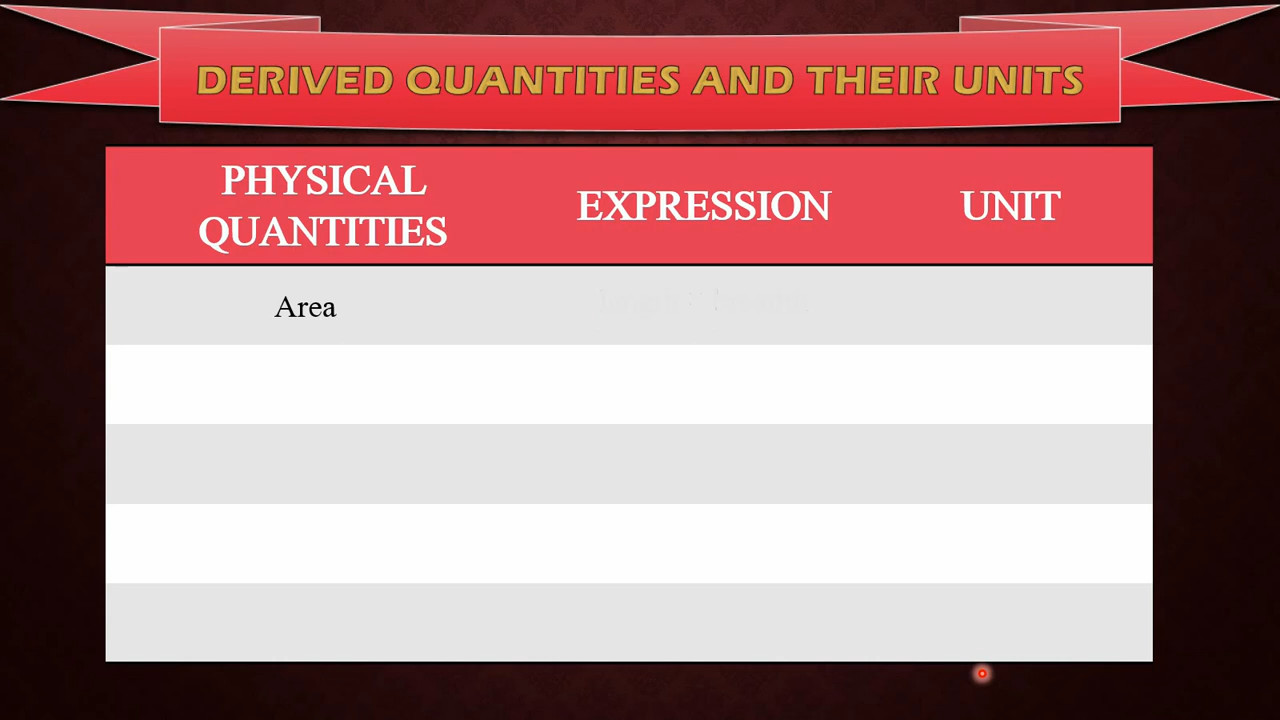 DERIVED QUANTITIES AND THEIR UNITS
PHYSICAL
QUANTITIES
EXPRESSION
UNIT
Area